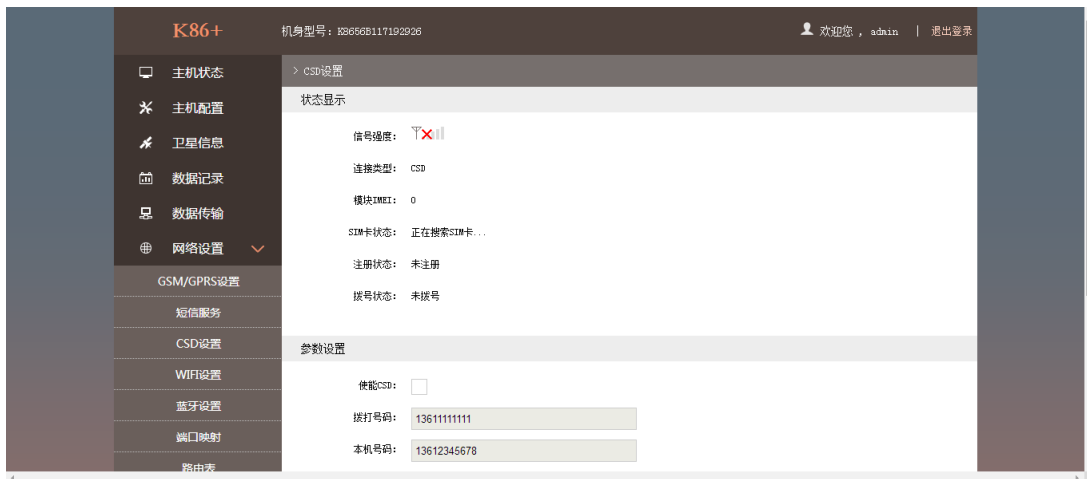 K86+
机身型号：K8656B117192926
欢迎您，admin | 退出登录
主机状态
主机配置
卫星信息
数据记录
数据传输
网络设置
GSM/GPRS设置
短信服务
CSD设置
WIFI设置
蓝牙设置
端口映射
路由表
> CSD设置
状态显示
信号强度：
连接类型： CSD
模块IMEI： 0
SIM卡状态： 正在搜索SIM卡...
注册状态： 未注册
拨号状态： 未拨号
参数设置
使能CSD：
拨打号码： 13611111111
本机号码： 13612345678